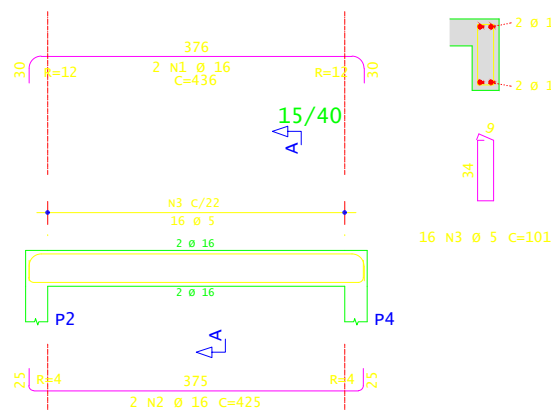 376
30 R=12 2 N1 Ø 16 R=12 30
C=436
15/40
A
N3 C/22
16 Ø 5
2 Ø 16
2 Ø 16
P2 P4
A
25 R=4 375 R=4 25
2 N2 Ø 16 C=425
2 Ø 1
2 Ø 1
9
34
16 N3 Ø 5 C=101